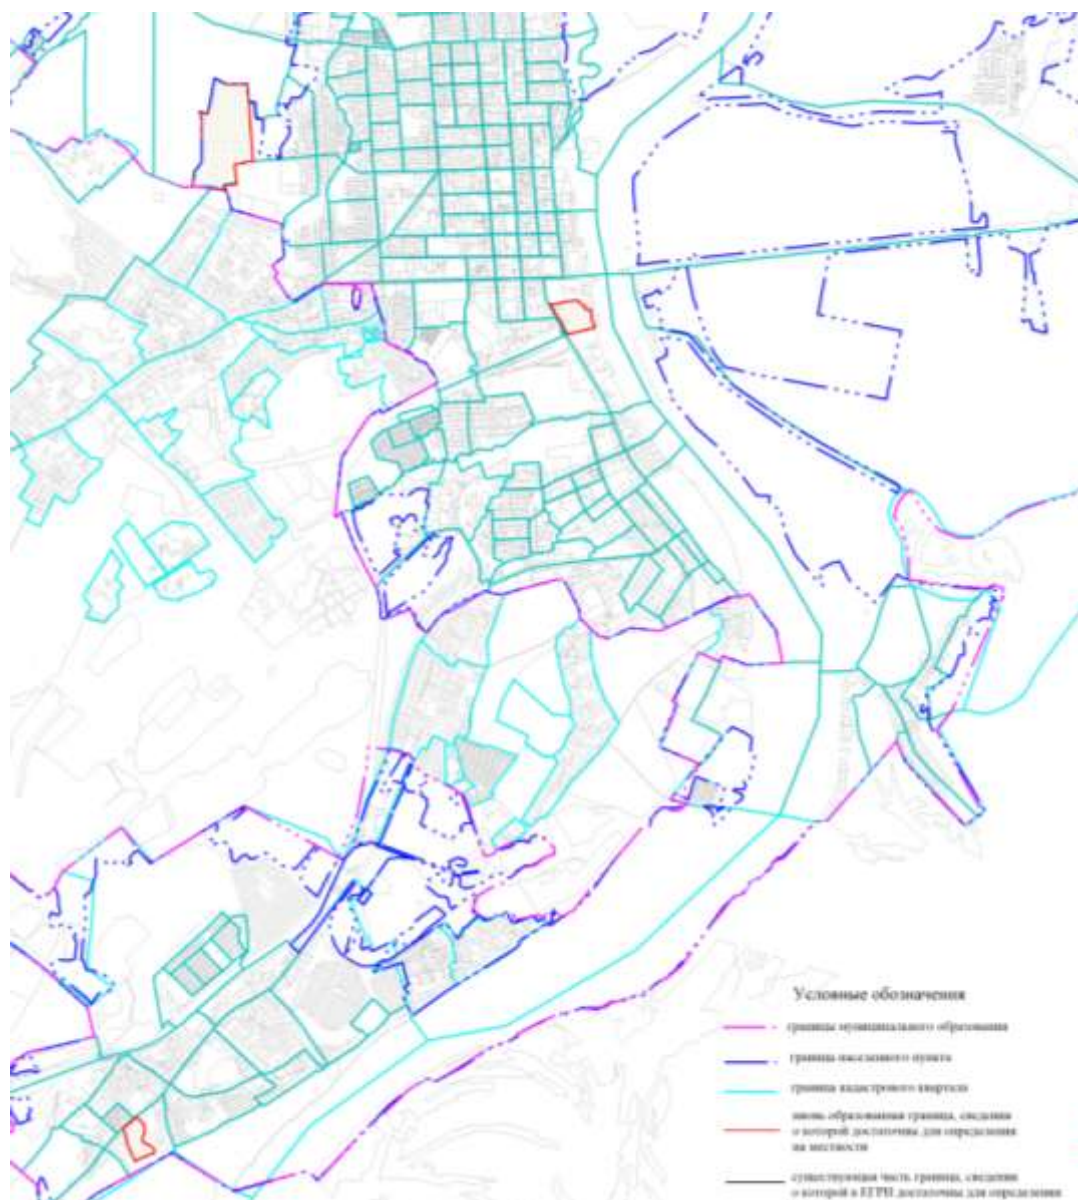 Условные обозначения
границы муниципального образования
граница населенного пункта
граница кадастрового квартала
вновь образованная граница, сведения
о которой достаточны для определения
на местности
существующая часть границы, сведения
о которой в ЕГРН достаточны для определения